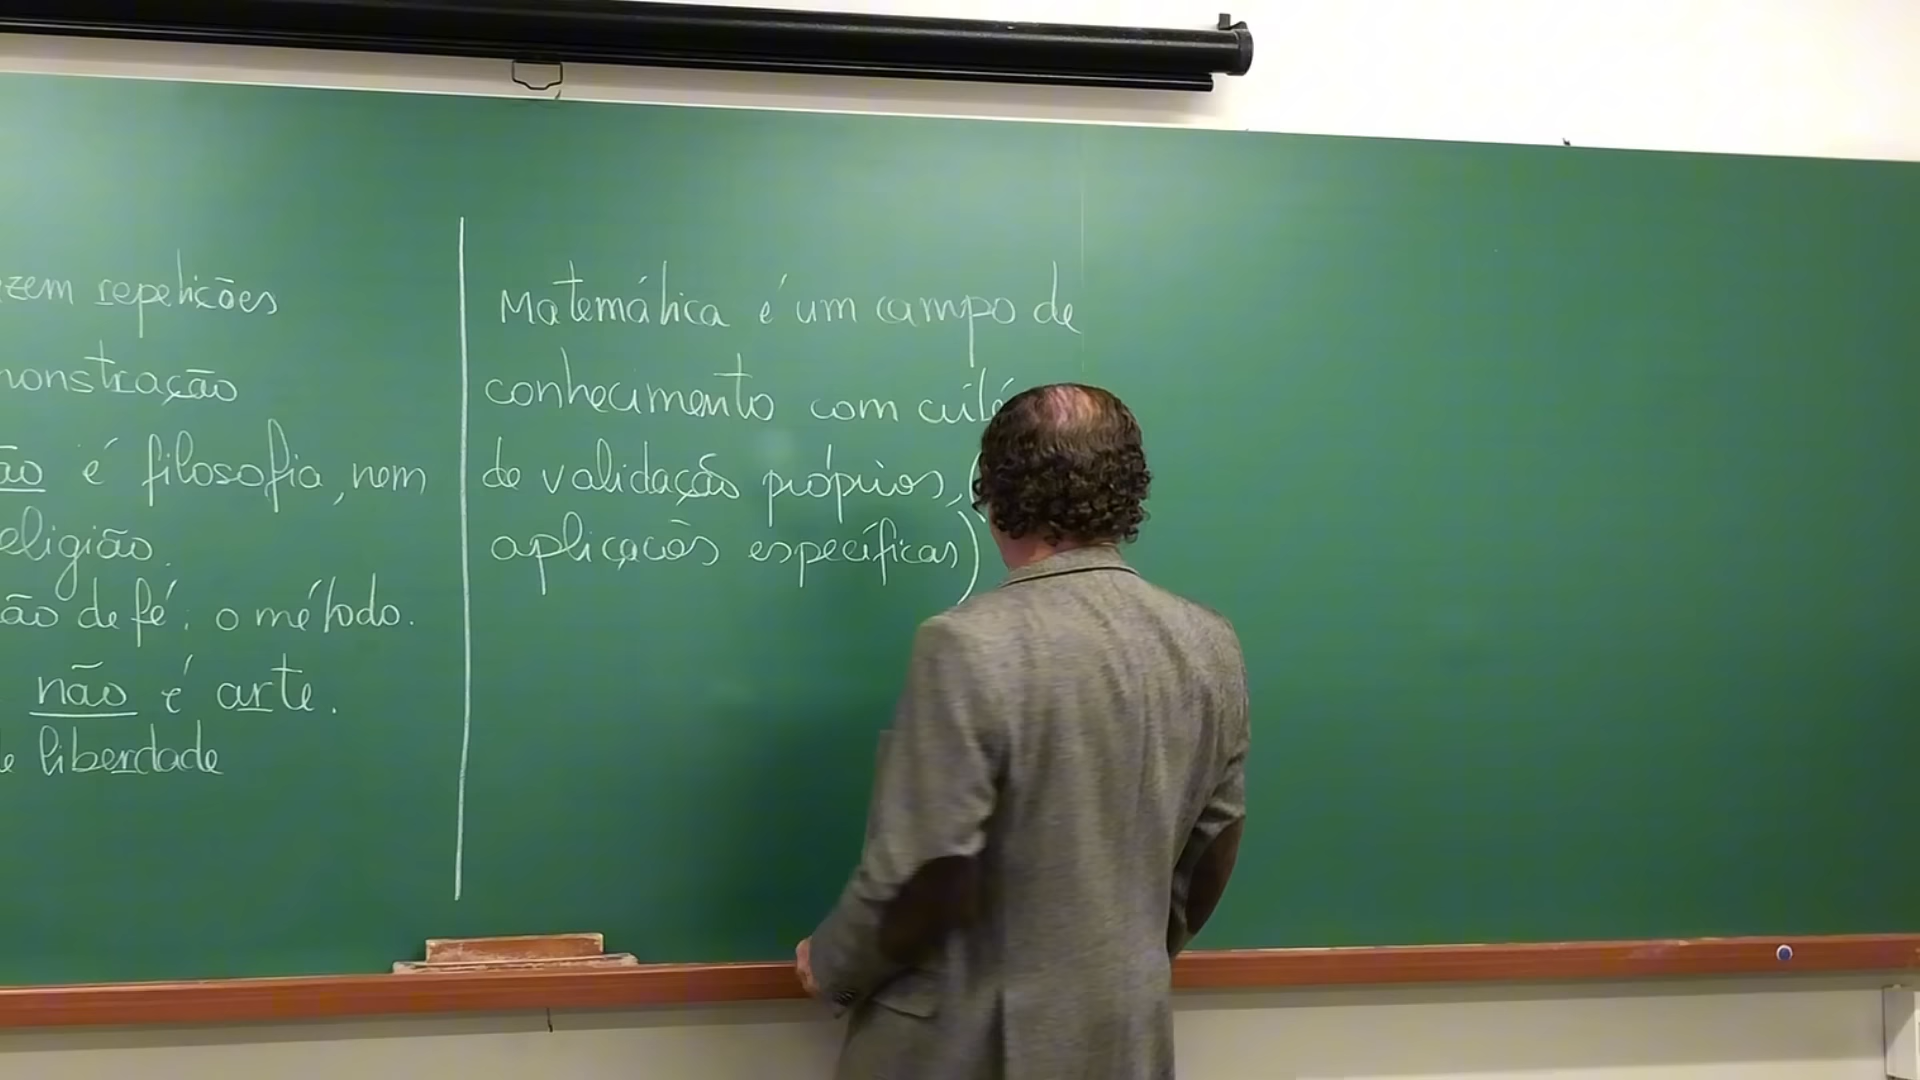 zem repetições
monstração
ão é filosofia, nem
eligião.
ão de fé: o método.
não é arte.
e liberdade
Matemática é um campo de
conhecimento com crité
de validação próprios, (
aplicações específicas)